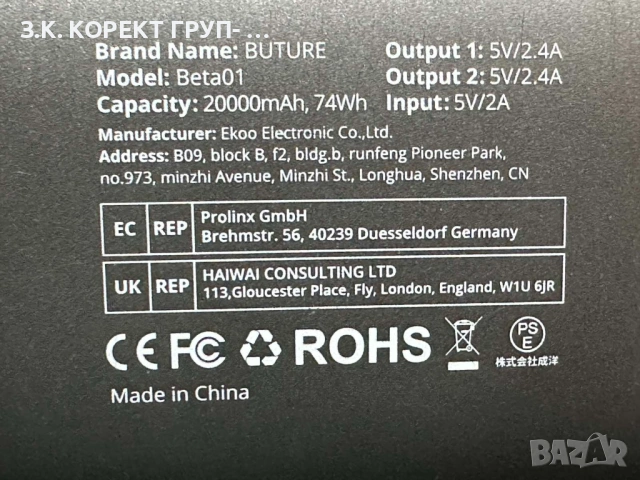 З.К. КОРЕКТ ГРУП- ...
Brand Name: BUTURE Output 1: 5V/2.4A
Model: Beta01 Output 2: 5V/2.4A
Capacity: 20000mAh, 74Wh Input: 5V/2A
Manufacturer: Ekoo Electronic Co.,Ltd.
Address: B09, block B, f2, bldg.b, runfeng Pioneer Park,
no.973, minzhi Avenue, Minzhi St., Longhua, Shenzhen, CN
EC REP Prolinx GmbH
Brehmstr. 56, 40239 Duesseldorf Germany
UK REP HAIWAI CONSULTING LTD
113,Gloucester Place, Fly, London, England, W1U 6JR
CE FC ROHS PSE
株式会社成洋
Made in China
BAZAR